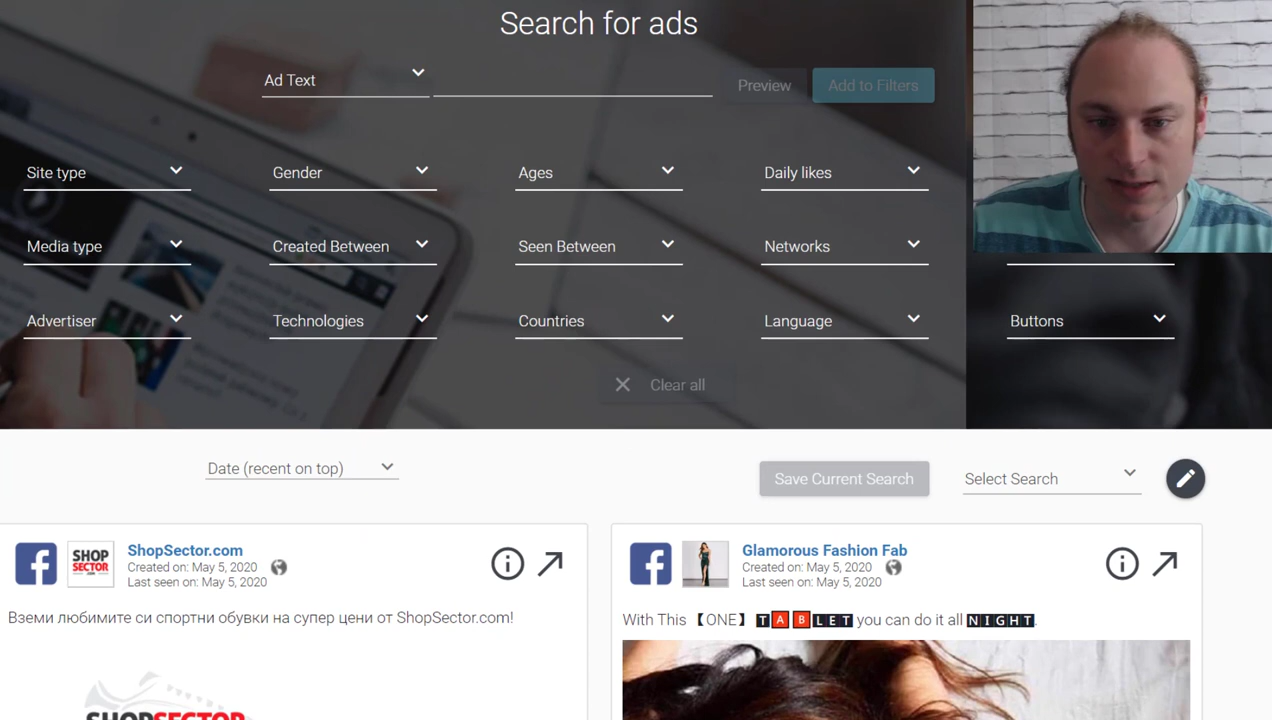 Search for ads
Ad Text
Preview
Add to Filters
Site type
Gender
Ages
Daily likes
Media type
Created Between
Seen Between
Networks
Advertiser
Technologies
Countries
Language
Buttons
Clear all
Date (recent on top)
Save Current Search
Select Search
SHOP
SECTOR
.com
ShopSector.com
Created on: May 5, 2020
Last seen on: May 5, 2020
Вземи любимите си спортни обувки на супер цени от ShopSector.com!
SHOPSECTOR
Glamorous Fashion Fab
Created on: May 5, 2020
Last seen on: May 5, 2020
With This 【ONE】 TABLET you can do it all NIGHT.